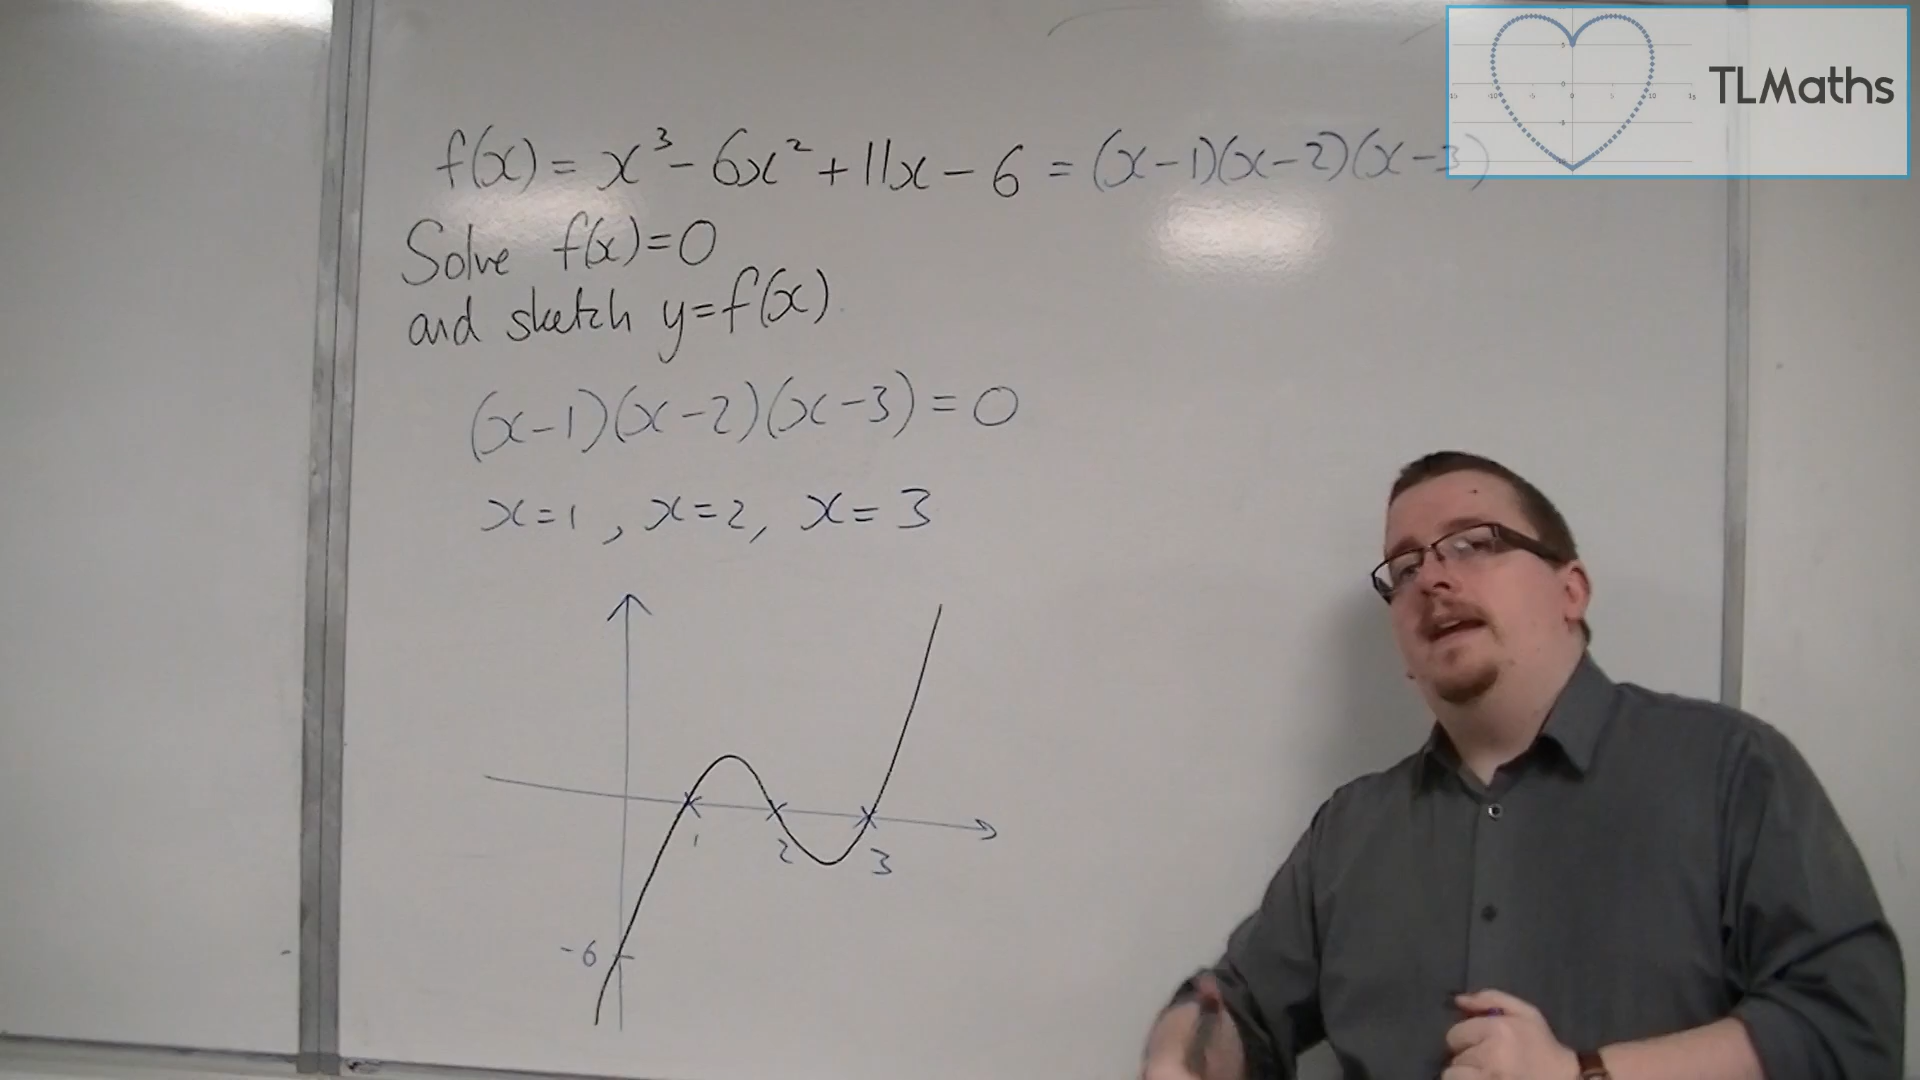 TLMaths
f(x) = x³ - 6x² + 11x - 6 = (x-1)(x-2)(x-3)
Solve f(x)=0
and sketch y=f(x)
(x-1)(x-2)(x-3) = 0
x=1, x=2, x=3
1 2 3
-6